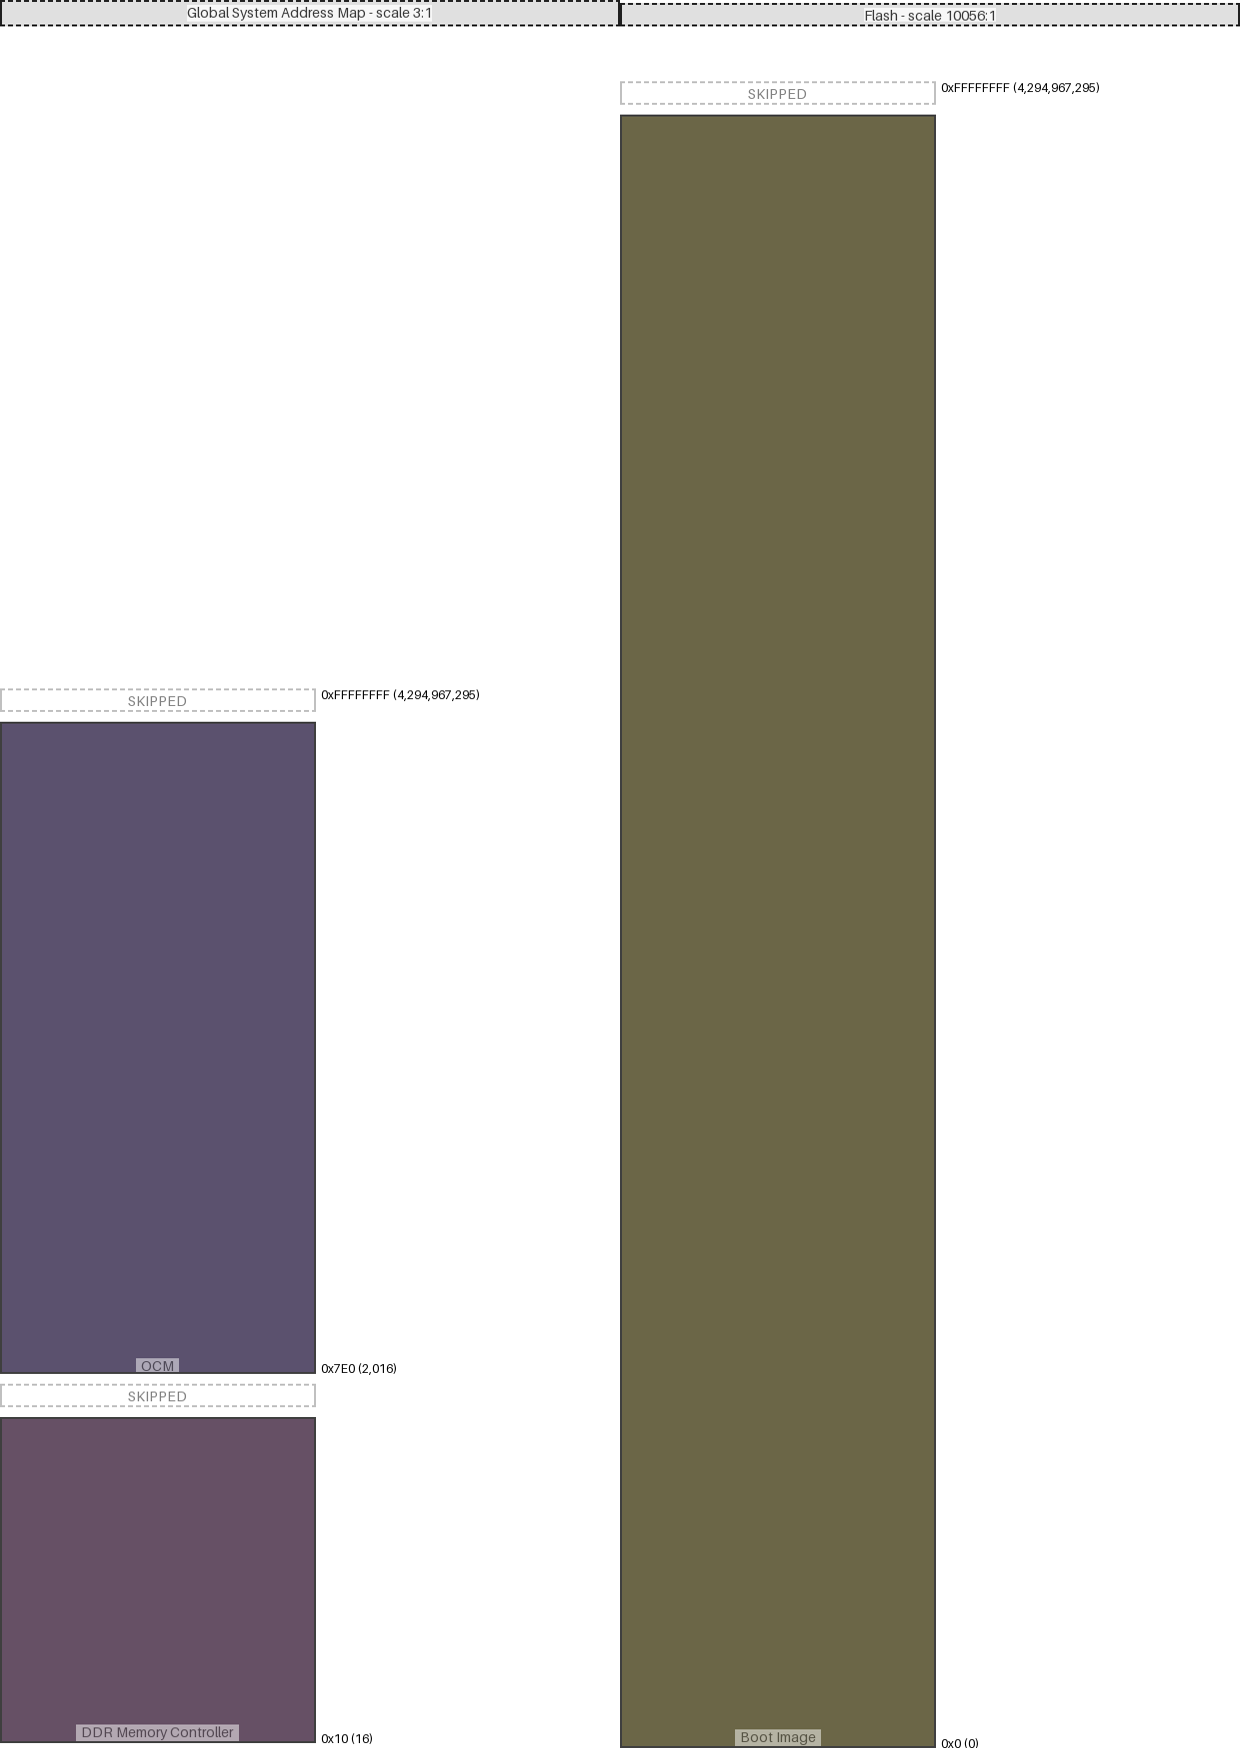 Global System Address Map - scale 3:1
Flash - scale 10056:1
SKIPPED
0xFFFFFFFF (4,294,967,295)
OCM
0x7E0 (2,016)
SKIPPED
DDR Memory Controller
0x10 (16)
SKIPPED
0xFFFFFFFF (4,294,967,295)
Boot Image
0x0 (0)